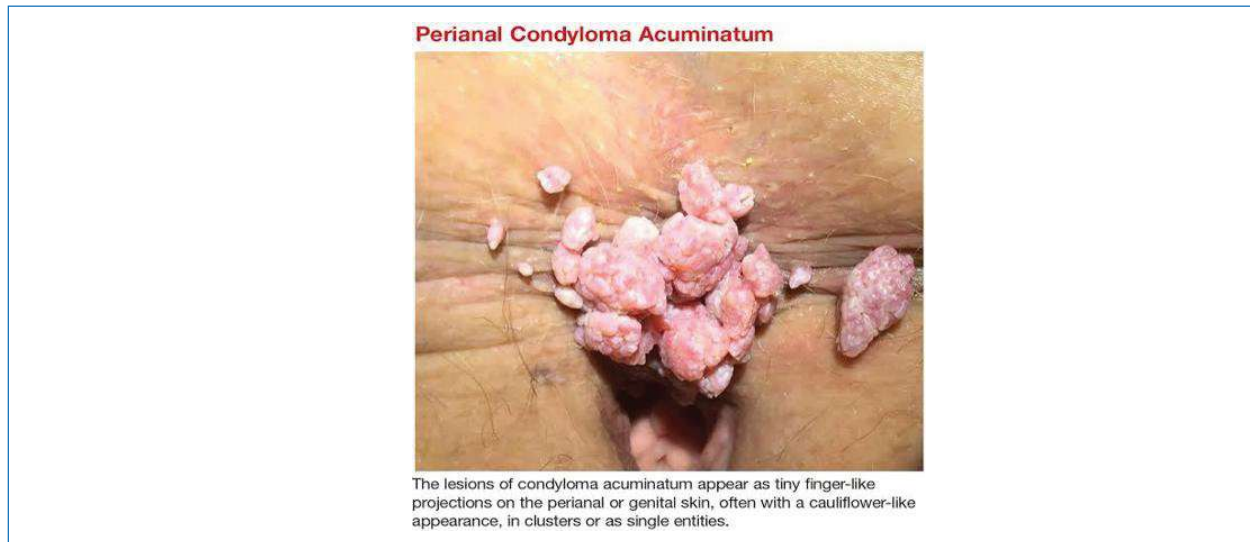 Perianal Condyloma Acuminatum
The lesions of condyloma acuminatum appear as tiny finger-like
projections on the perianal or genital skin, often with a cauliflower-like
appearance, in clusters or as single entities.